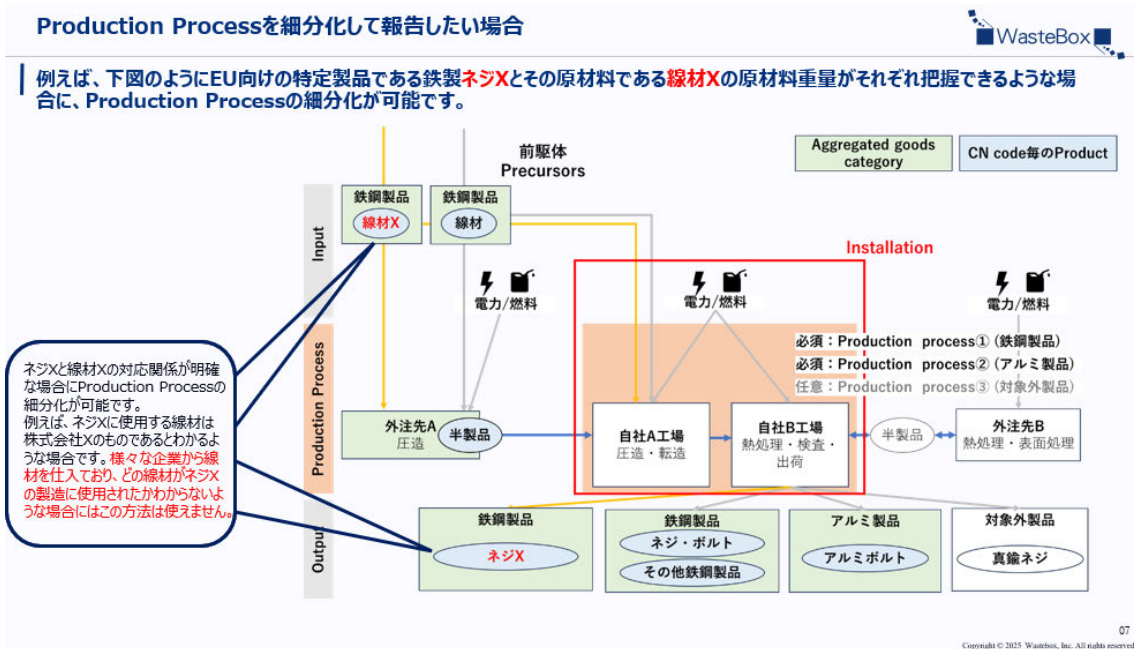 Production Processを細分化して報告したい場合
WasteBox
例えば、下図のようにEU向けの特定製品である鉄製ネジXとその原材料である線材Xの原材料重量がそれぞれ把握できるような場
合に、Production Processの細分化が可能です。
前駆体
Precursors
Aggregated goods
category
CN code毎のProduct
Input
鉄鋼製品
線材X
鉄鋼製品
線材
Installation
電力/燃料
電力/燃料
電力/燃料
Production Process
必須：Production process① (鉄鋼製品)
必須：Production process② (アルミ製品)
任意：Production process③ (対象外製品)
ネジXと線材Xの対応関係が明確
な場合にProduction Processの
細分化が可能です。
例えば、ネジXに使用する線材は
株式会社Xのものであるとわかるよ
うな場合です。様々な企業から線
材を仕入れており、どの線材がネジX
の製造に使用されたかわからないよ
うな場合にはこの方法は使えません。
外注先A
圧造
半製品
自社A工場
圧造・転造
自社B工場
熱処理・検査・
出荷
半製品
外注先B
熱処理・表面処理
Output
鉄鋼製品
ネジX
鉄鋼製品
ネジ・ボルト
その他鉄鋼製品
アルミ製品
アルミボルト
対象外製品
真鍮ネジ
07
Copyright © 2025 Wastebox, Inc. All rights reserved